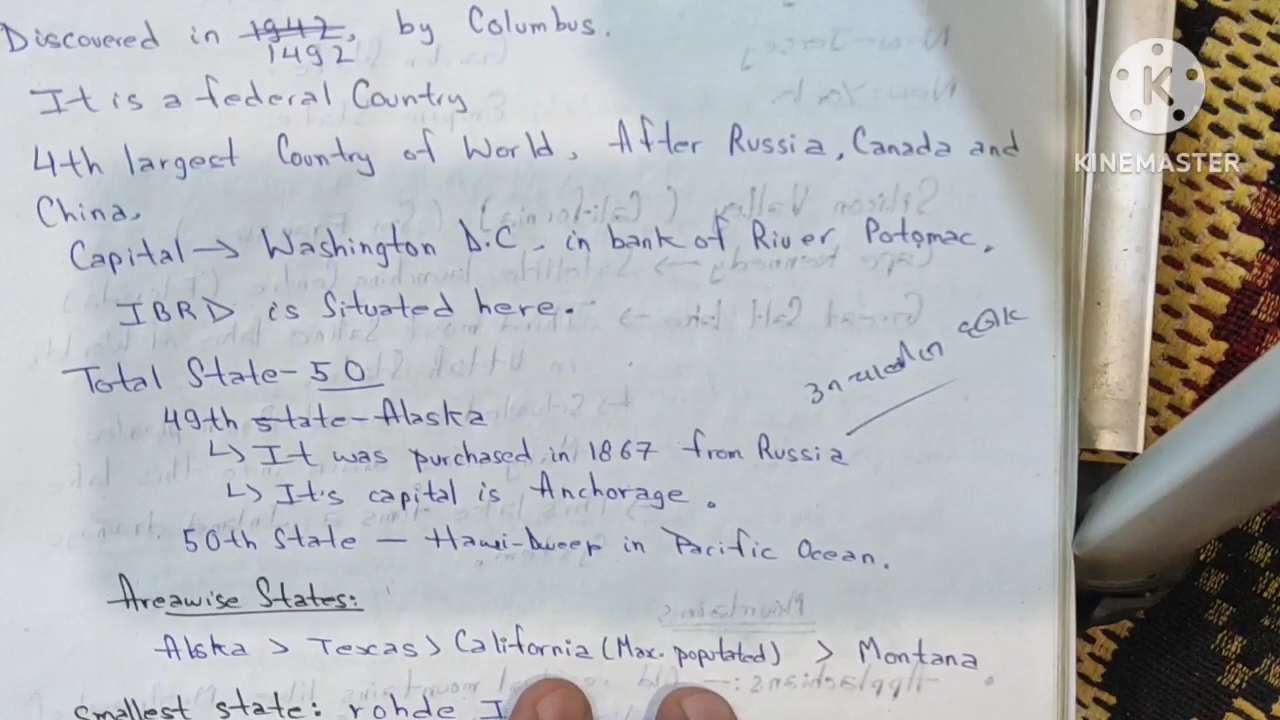 Discovered in 1942, by Columbus.
1492
It is a federal Country
4th largest Country of World, After Russia, Canada and
China.
Capital → Washington D.C. in bank of River Potomac.
IBRD is Situated here.
Total State - 50
49th state - Alaska
↳ It was purchased in 1867 from Russia
↳ It's capital is Anchorage.
50th State — Hawi-Dweep in Pacific Ocean.
Areawise States:
Alska > Texcas > California (Max. populated) > Montana
smallest state: rohde I
KINEMASTER